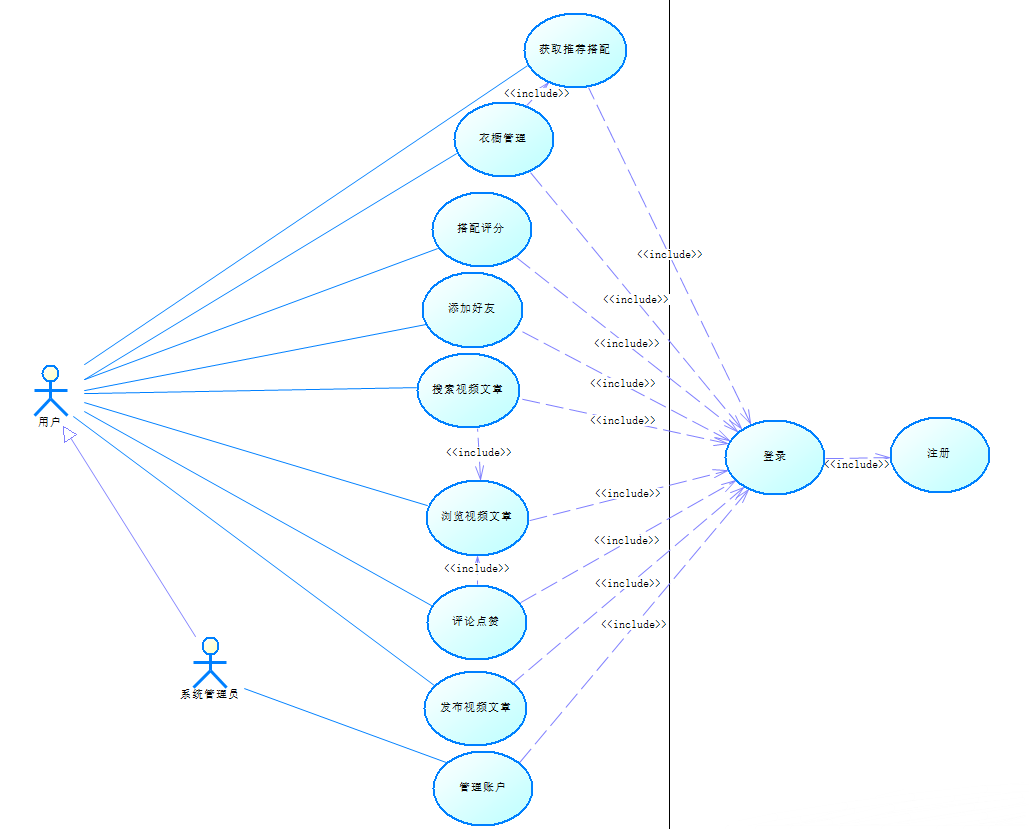 获取推荐搭配
<<include>>
衣橱管理
搭配评分
<<include>>
<<include>>
添加好友
<<include>>
<<include>>
搜索视频文章
<<include>>
用户
<<include>>
登录
<<include>>
注册
<<include>>
浏览视频文章
<<include>>
<<include>>
评论点赞
<<include>>
<<include>>
系统管理员
发布视频文章
管理账户